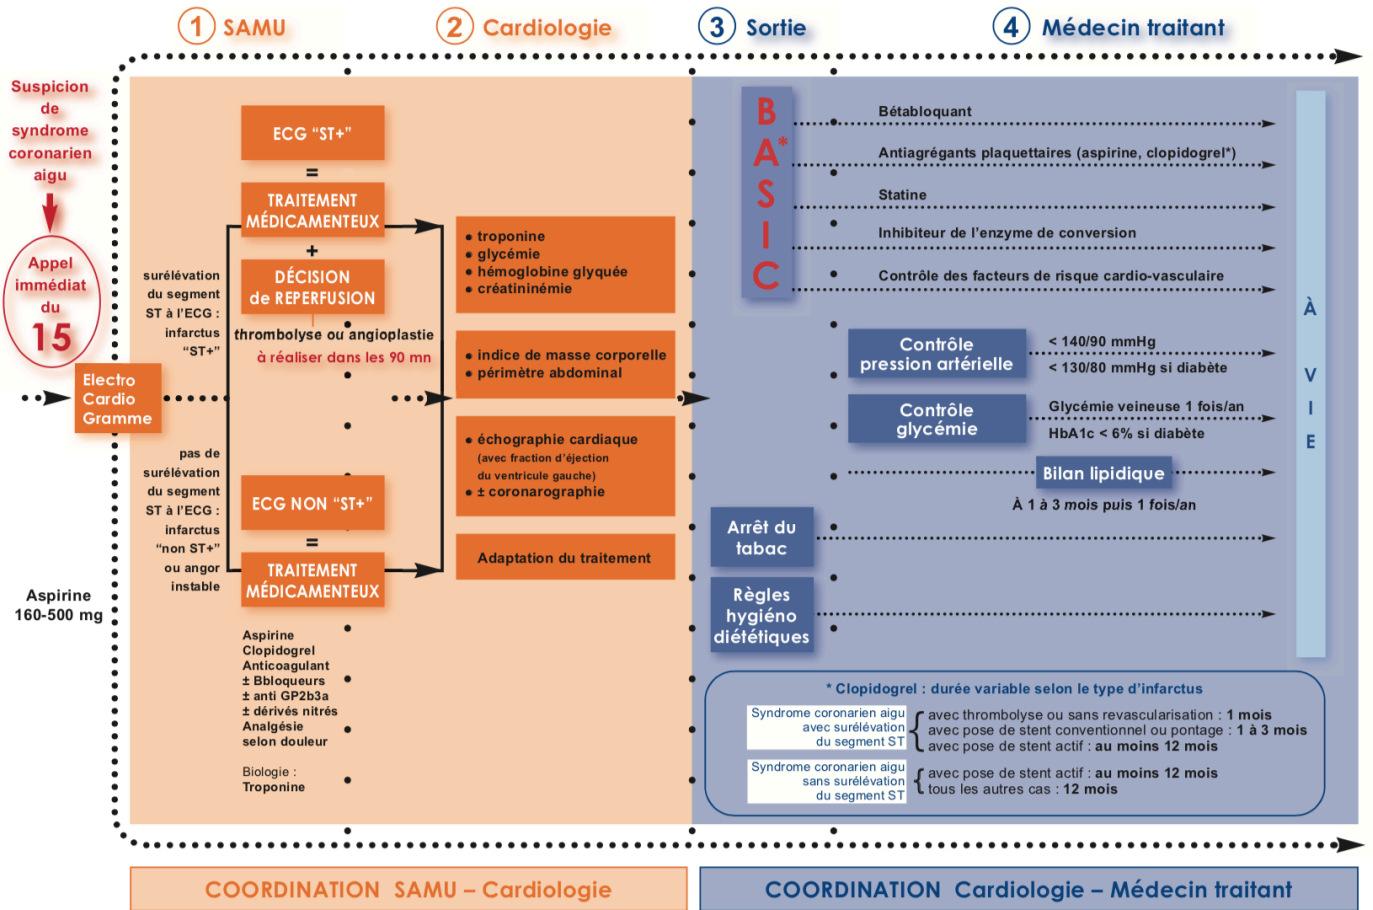 1 SAMU
2 Cardiologie
3 Sortie
4 Médecin traitant
Suspicion
de
syndrome
coronarien
aigu
Appel
immédiat
du
15
Electro
Cardio
Gramme
Aspirine
160-500 mg
surélévation
du segment
ST à l'ECG :
infarctus
"ST+"
pas de
surélévation
du segment
ST à l'ECG :
infarctus
"non ST+"
ou angor
instable
ECG "ST+"
=
TRAITEMENT
MÉDICAMENTEUX
+
DÉCISION
de REPERFUSION
thrombolyse ou angioplastie
à réaliser dans les 90 mn
ECG NON "ST+"
=
TRAITEMENT
MÉDICAMENTEUX
Aspirine
Clopidogrel
Anticoagulant
± Bbloqueurs
± anti GP2b3a
± dérivés nitrés
Analgésie
selon douleur
Biologie :
Troponine
• troponine
• glycémie
• hémoglobine glyquée
• créatininémie
• indice de masse corporelle
• périmètre abdominal
• échographie cardiaque
(avec fraction d'éjection
du ventricule gauche)
• ± coronarographie
Adaptation du traitement
B
A*
S
I
C
Bétabloquant
Antiagrégants plaquettaires (aspirine, clopidogrel*)
Statine
Inhibiteur de l'enzyme de conversion
Contrôle des facteurs de risque cardio-vasculaire
Contrôle
pression artérielle
< 140/90 mmHg
< 130/80 mmHg si diabète
Contrôle
glycémie
Glycémie veineuse 1 fois/an
HbA1c < 6% si diabète
Bilan lipidique
À 1 à 3 mois puis 1 fois/an
Arrêt du
tabac
Règles
hygiéno
diététiques
À
V
I
E
* Clopidogrel : durée variable selon le type d'infarctus
Syndrome coronarien aigu
avec surélévation
du segment ST
avec thrombolyse ou sans revascularisation : 1 mois
avec pose de stent conventionnel ou pontage : 1 à 3 mois
avec pose de stent actif : au moins 12 mois
Syndrome coronarien aigu
sans surélévation
du segment ST
avec pose de stent actif : au moins 12 mois
tous les autres cas : 12 mois
COORDINATION SAMU – Cardiologie
COORDINATION Cardiologie – Médecin traitant